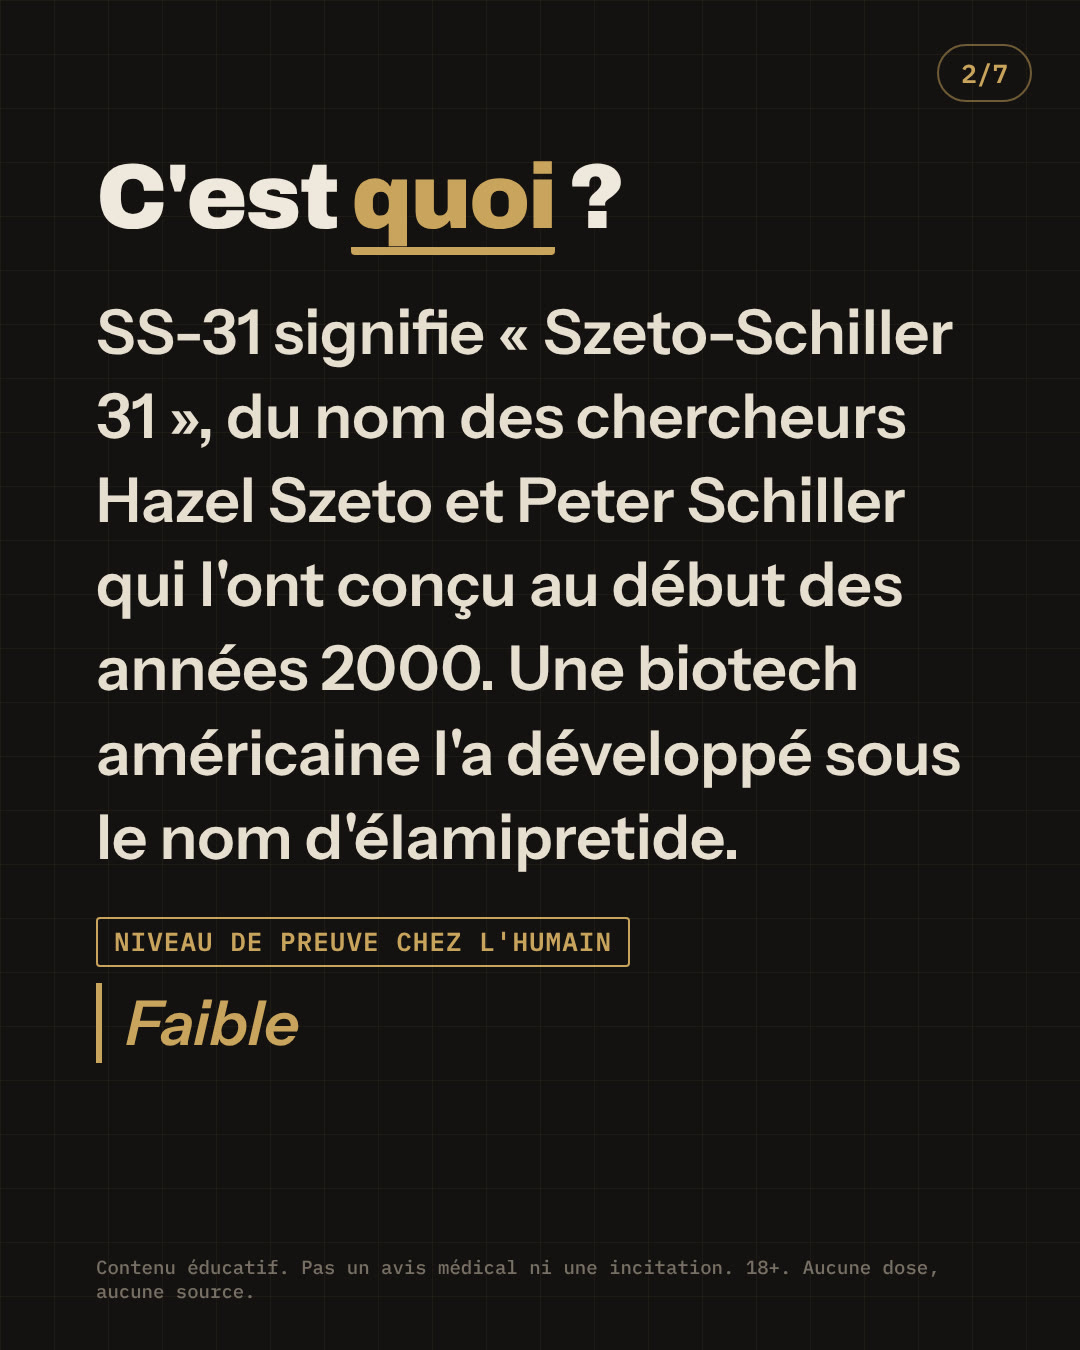 2/7
C'est quoi ?
SS-31 signifie « Szeto-Schiller
31 », du nom des chercheurs
Hazel Szeto et Peter Schiller
qui l'ont conçu au début des
années 2000. Une biotech
américaine l'a développé sous
le nom d'élamipretide.
NIVEAU DE PREUVE CHEZ L'HUMAIN
Faible
Contenu éducatif. Pas un avis médical ni une incitation. 18+. Aucune dose,
aucune source.